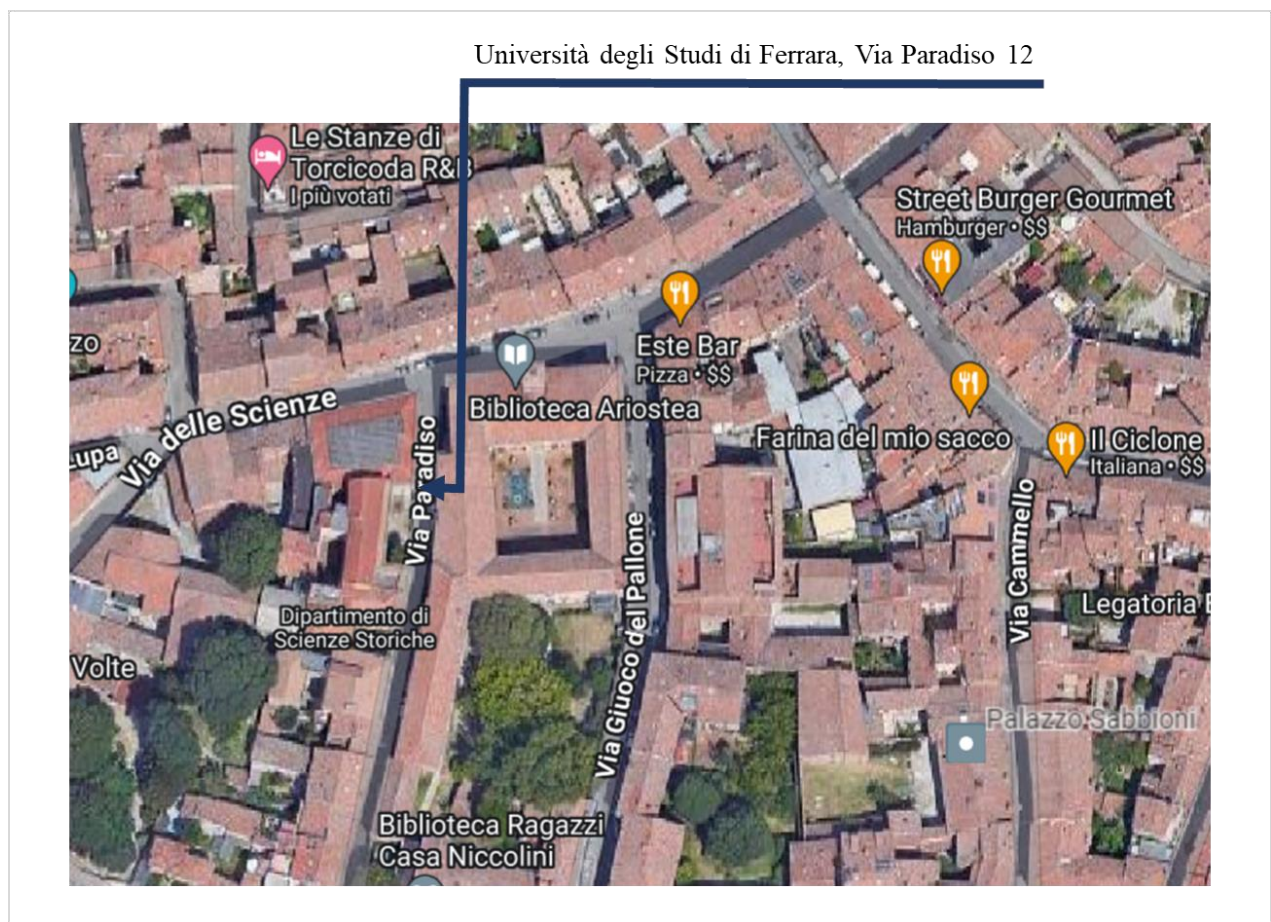 Università degli Studi di Ferrara, Via Paradiso 12
Le Stanze di
Torcicoda R&B
I più votati
Street Burger Gourmet
Hamburger • $$
Este Bar
Pizza • $$
zo
Biblioteca Ariostea
Via delle Scienze
Lupa
Via Paradiso
Farina del mio sacco
Il Ciclone
Italiana • $$
Via Giuoco del Pallone
Via Cammello
Dipartimento di
Scienze Storiche
Legatoria
Volte
Palazzo Sabbioni
Biblioteca Ragazzi
Casa Niccolini